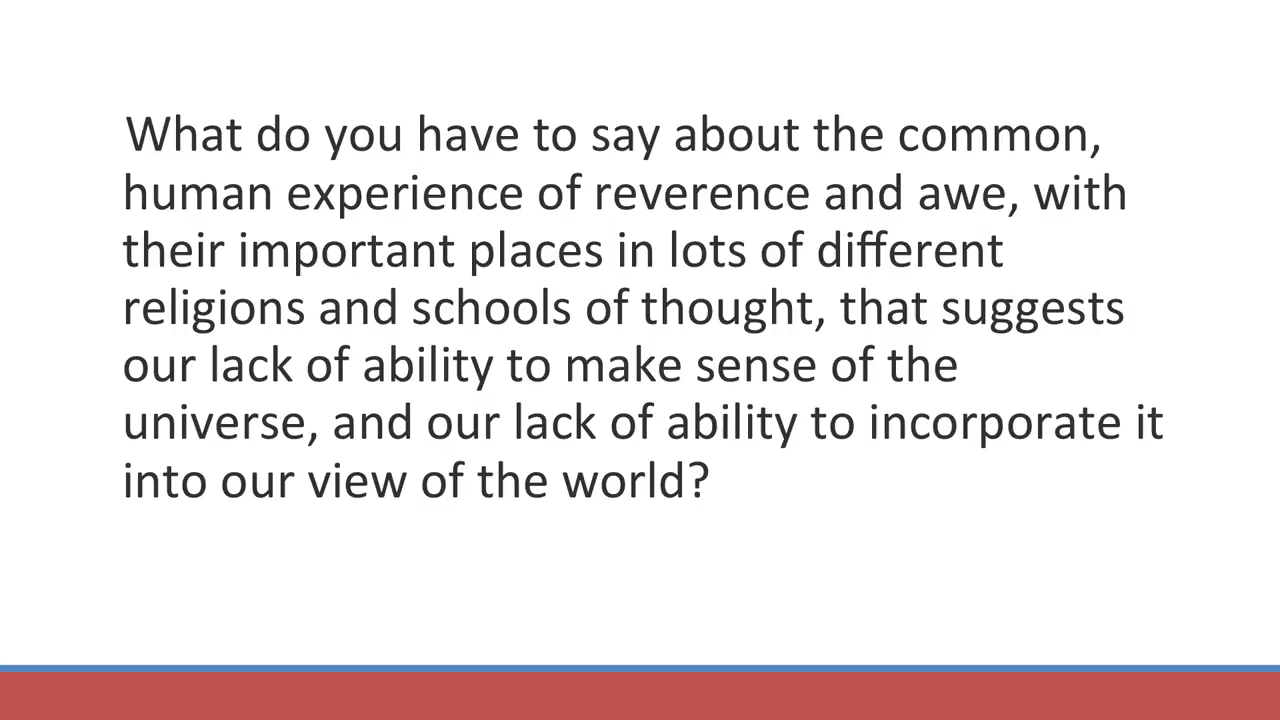 What do you have to say about the common,
human experience of reverence and awe, with
their important places in lots of different
religions and schools of thought, that suggests
our lack of ability to make sense of the
universe, and our lack of ability to incorporate it
into our view of the world?